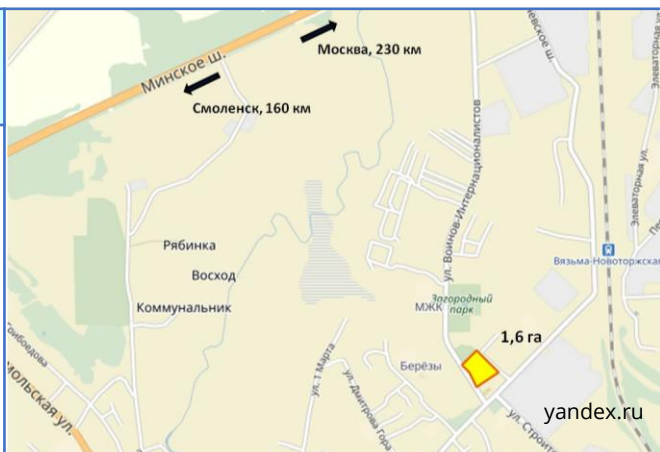 Москва, 230 км
Минское ш.
Смоленск, 160 км
ул. Воинов-Интернационалистов
Элеваторная ул.
Элеваторная ул.
Рябинка
Восход
Коммунальник
Вязьма-Новоторжская
Загородный
парк
МЖК
1,6 га
Берёзы
ул. 1 Марта
ул. Дмитрова Гора
yandex.ru